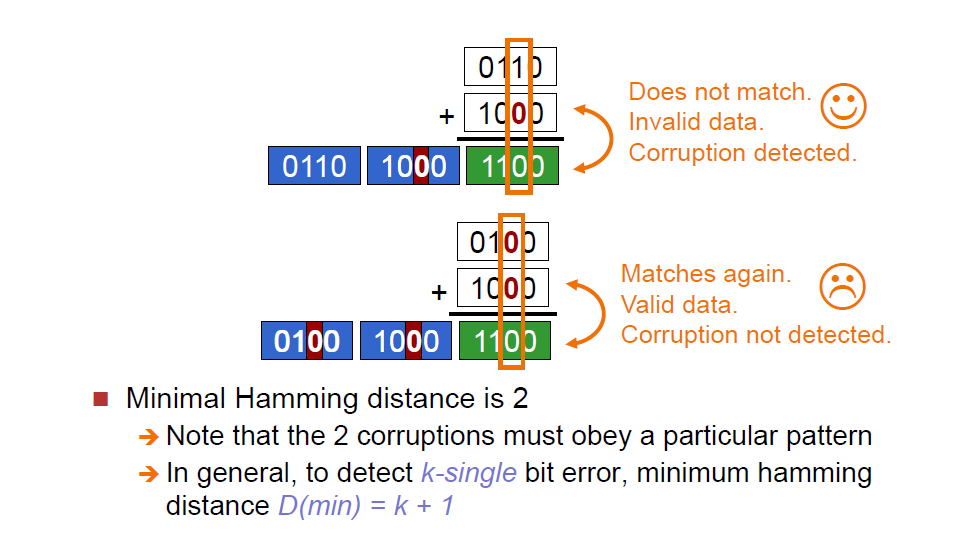 0110
+ 1000
0110 1000 1100
Does not match.
Invalid data.
Corruption detected.
0100
+ 1000
0100 1000 1100
Matches again.
Valid data.
Corruption not detected.
Minimal Hamming distance is 2
Note that the 2 corruptions must obey a particular pattern
In general, to detect k-single bit error, minimum hamming
distance D(min) = k + 1